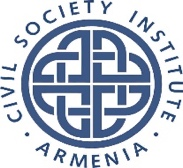 CIVIL SOCIETY INSTITUTE
· ARMENIA ·